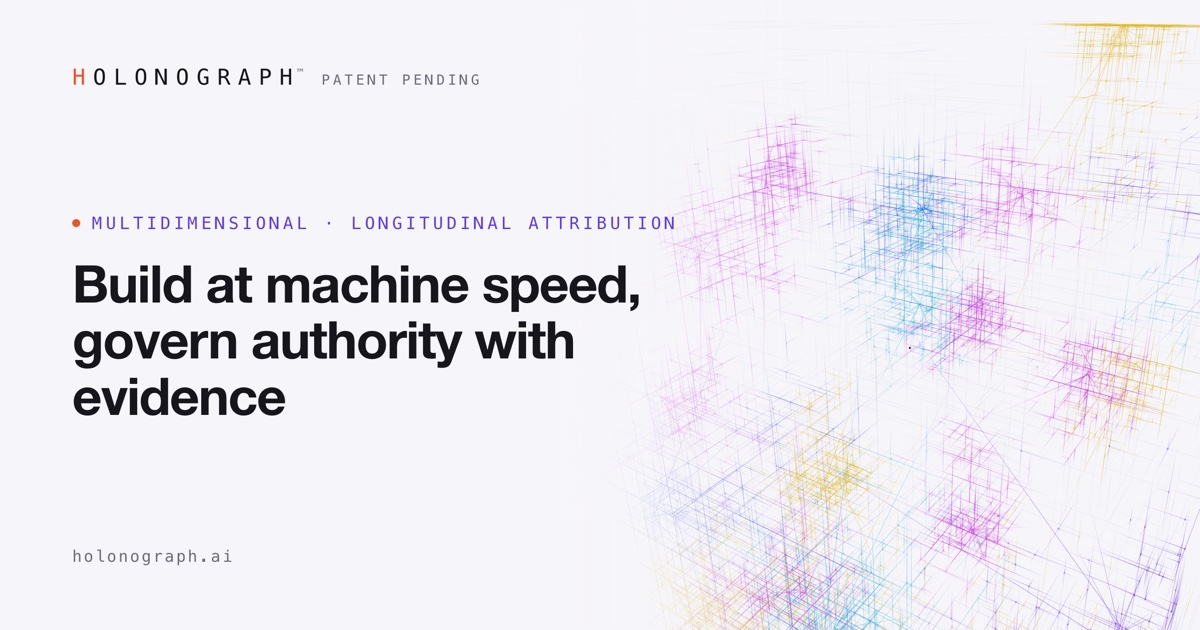 HOLONOGRAPH™ PATENT PENDING
MULTIDIMENSIONAL · LONGITUDINAL ATTRIBUTION
Build at machine speed,
govern authority with
evidence
holonograph.ai